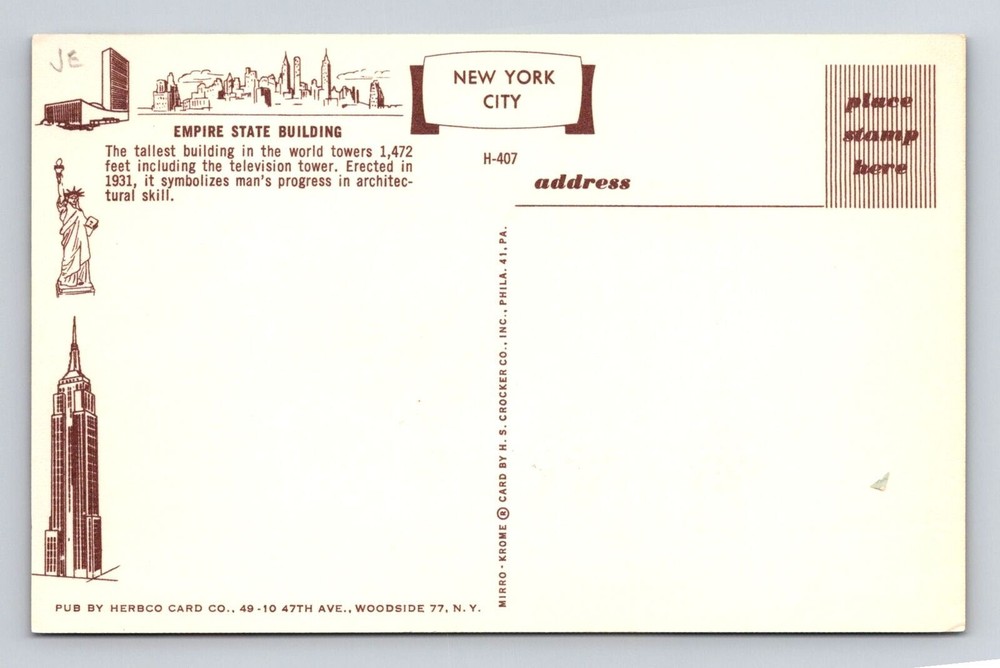 JE
NEW YORK
CITY
EMPIRE STATE BUILDING
The tallest building in the world towers 1,472
feet including the television tower. Erected in
1931, it symbolizes man's progress in architec-
tural skill.
H-407
place
stamp
here
address
MIRRO-KROME ® CARD BY H. S. CROCKER CO., INC., PHILA. 41, PA.
PUB BY HERBCO CARD CO., 49-10 47TH AVE., WOODSIDE 77, N. Y.